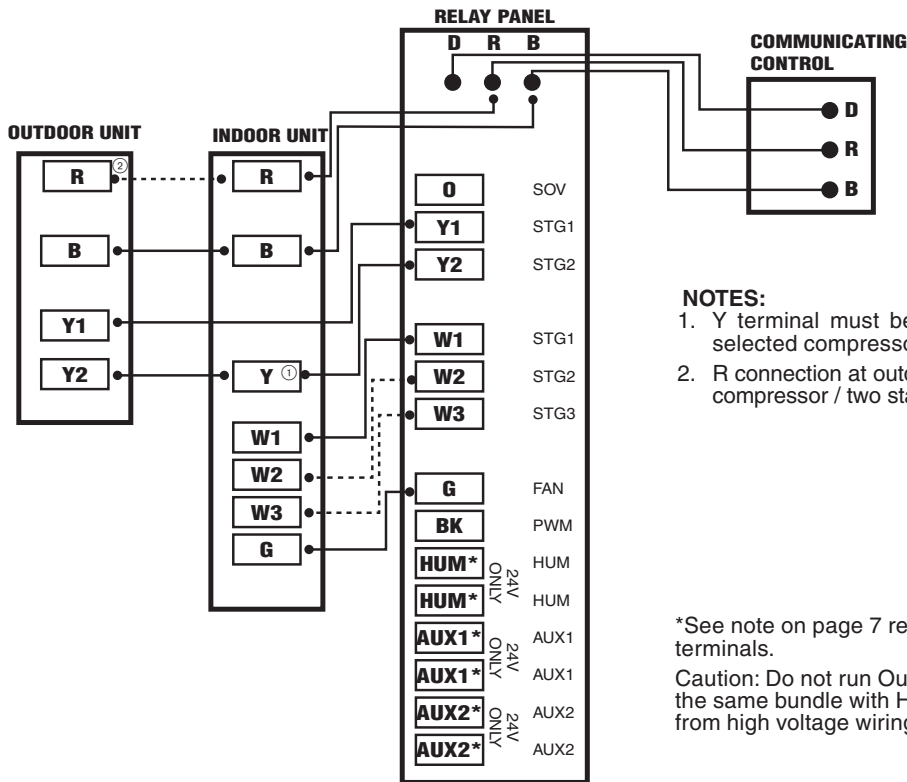 RELAY PANEL
D R B
COMMUNICATING
CONTROL
D
R
B
OUTDOOR UNIT
R ②
B
Y1
Y2
INDOOR UNIT
R
B
Y ①
W1
W2
W3
G
O SOV
Y1 STG1
Y2 STG2
W1 STG1
W2 STG2
W3 STG3
G FAN
BK PWM
HUM* HUM
HUM* HUM
24V
ONLY
AUX1* AUX1
AUX1* AUX1
24V
ONLY
AUX2* AUX2
AUX2* AUX2
24V
ONLY
NOTES:
1. Y terminal must be
selected compresso
2. R connection at outd
compressor / two sta
*See note on page 7 re
terminals.
Caution: Do not run Ou
the same bundle with H
from high voltage wiring